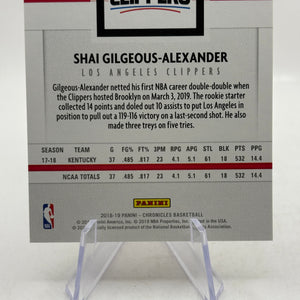 CLIPPERS
SHAI GILGEOUS-ALEXANDER
LOS ANGELES CLIPPERS
Gilgeous-Alexander netted his first NBA career double-double when
the Clippers hosted Brooklyn on March 3, 2019. The rookie starter
collected 14 points and doled out 10 assists to put Los Angeles in
position to pull out a 119-116 victory on a last-second shot. He also
made three treys on five tries.
SEASON TEAM G FG% FT% 3FG REB AST STL BLK PTS PPG
17-18 KENTUCKY 37 .485 .817 23 4.1 5.1 61 18 532 14.4
NCAA TOTALS 37 .485 .817 23 4.1 5.1 61 18 532 14.4
PANINI
2018-19 PANINI - CHRONICLES BASKETBALL